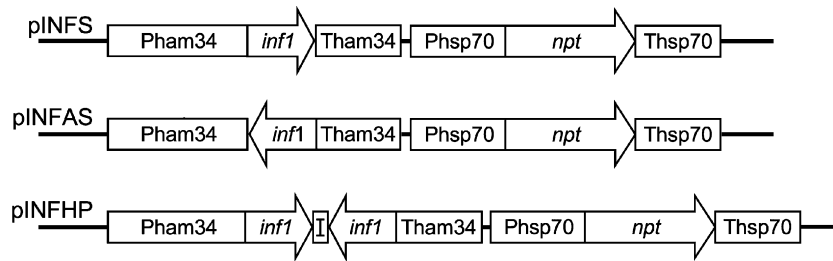 pINFS Pham34 inf1 Tham34 Phsp70 npt Thsp70
pINFAS Pham34 inf1 Tham34 Phsp70 npt Thsp70
pINFHP Pham34 inf1 I inf1 Tham34 Phsp70 npt Thsp70